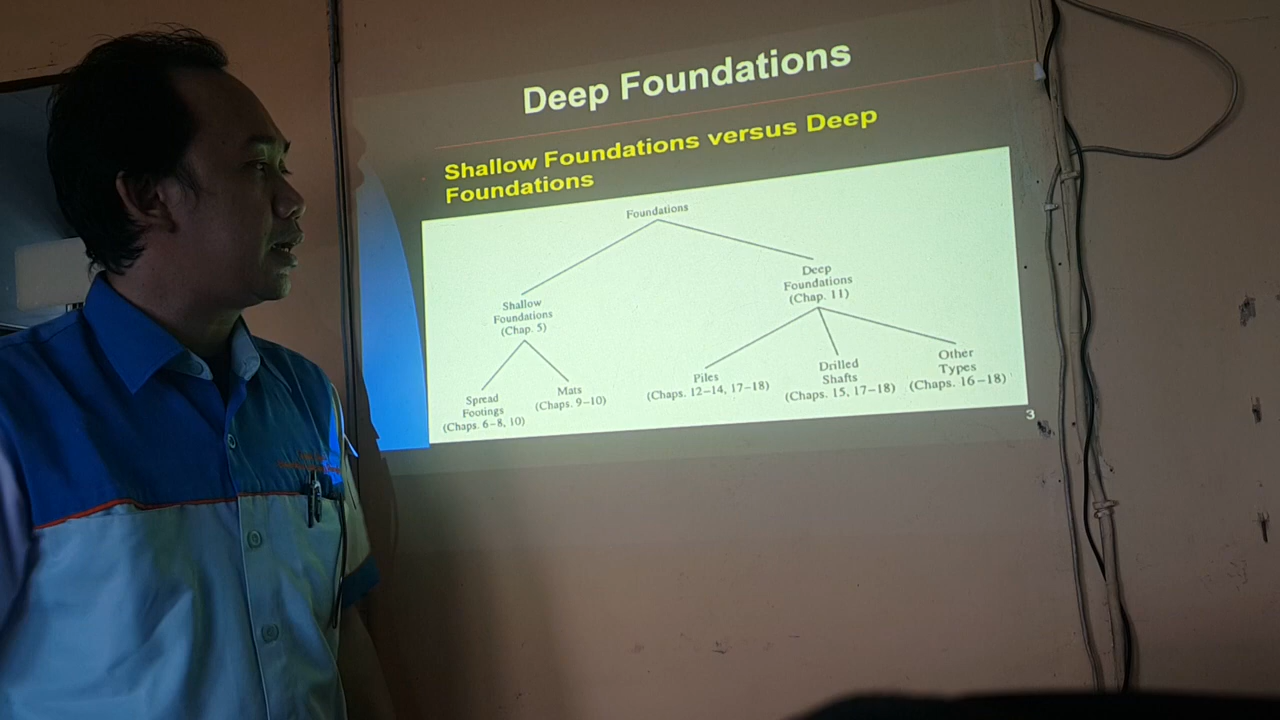 Deep Foundations
Shallow Foundations versus Deep
Foundations
Foundations
Shallow
Foundations
(Chap. 5)
Deep
Foundations
(Chap. 11)
Spread
Footings
(Chaps. 6–8, 10)
Mats
(Chaps. 9–10)
Piles
(Chaps. 12–14, 17–18)
Drilled
Shafts
(Chaps. 15, 17–18)
Other
Types
(Chaps. 16–18)
3